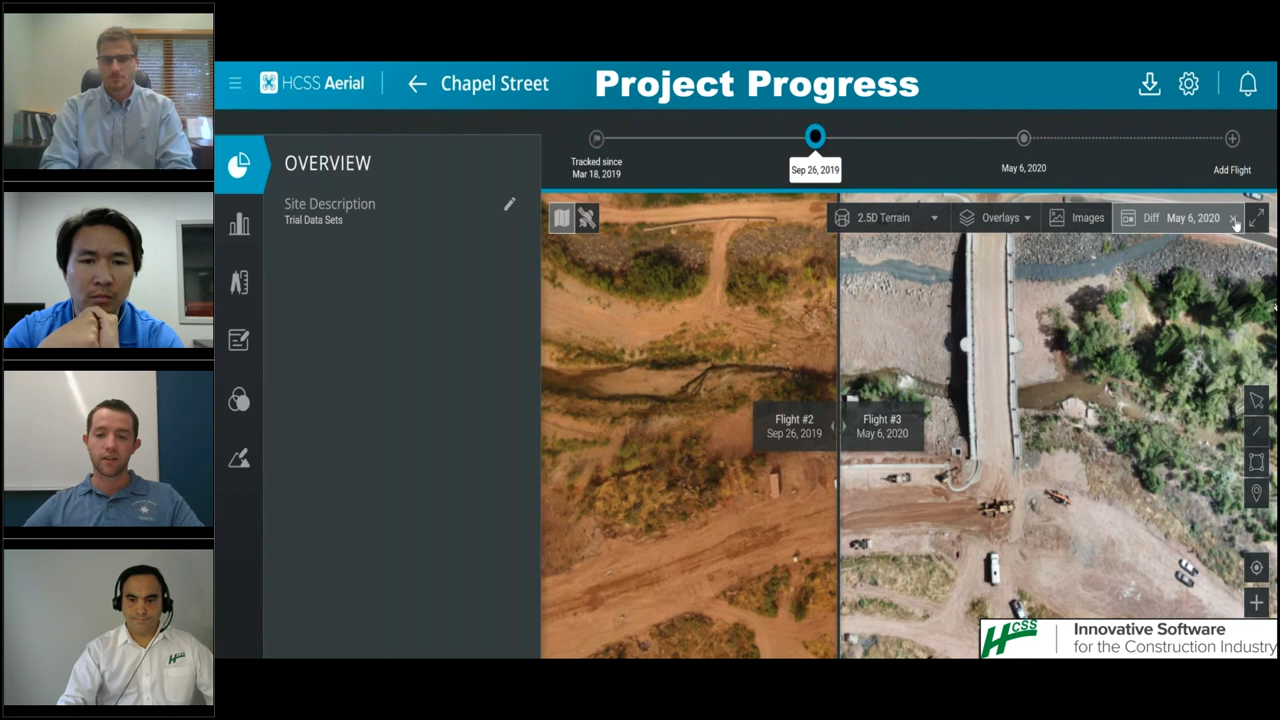 HCSS Aerial
Chapel Street
Project Progress
Tracked since
Mar 18, 2019
Sep 26, 2019
May 6, 2020
Add Flight
OVERVIEW
Site Description
Trial Data Sets
2.5D Terrain
Overlays
Images
Diff May 6, 2020
Flight #2
Sep 26, 2019
Flight #3
May 6, 2020
HCSS
Innovative Software
for the Construction Industry